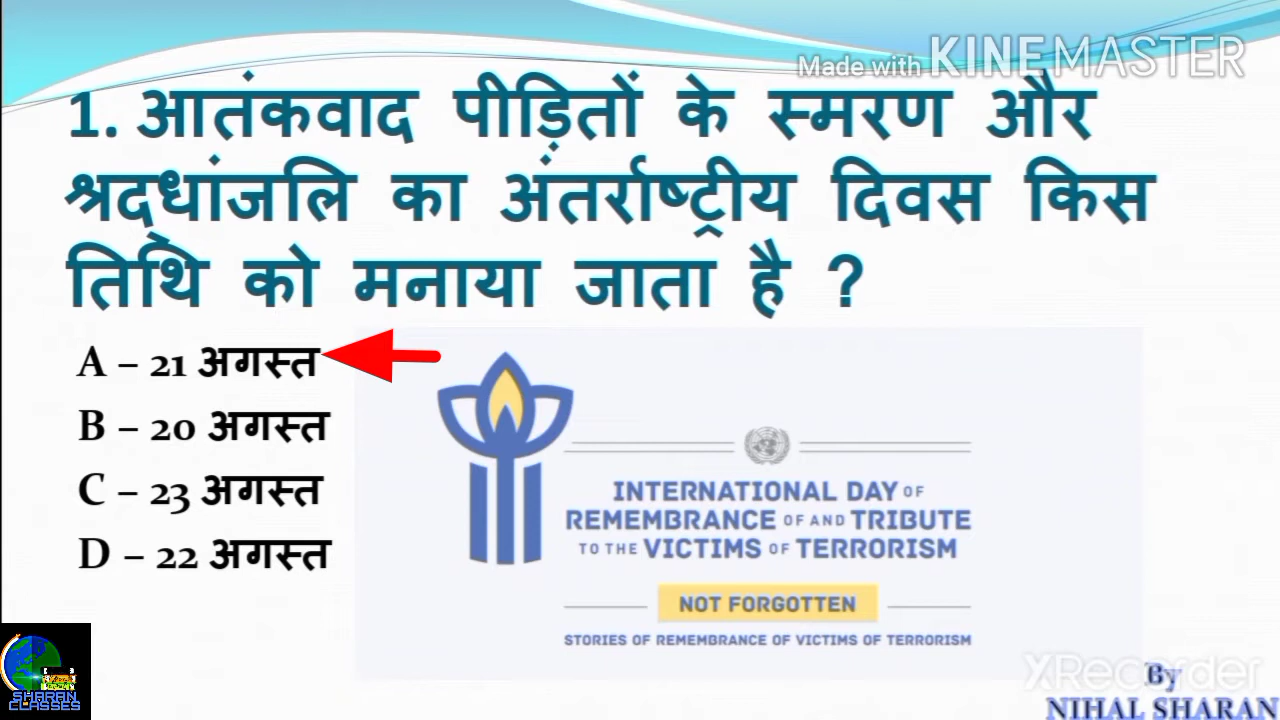 Made with KINEMASTER
1. आतंकवाद पीड़ितों के स्मरण और
श्रद्धांजलि का अंतर्राष्ट्रीय दिवस किस
तिथि को मनाया जाता है ?
A – 21 अगस्त
B – 20 अगस्त
C – 23 अगस्त
D – 22 अगस्त
INTERNATIONAL DAY OF
REMEMBRANCE OF AND TRIBUTE
TO THE VICTIMS OF TERRORISM
NOT FORGOTTEN
STORIES OF REMEMBRANCE OF VICTIMS OF TERRORISM
SHARAN
CLASSES
XRecorder
By
NIHAL SHARAN